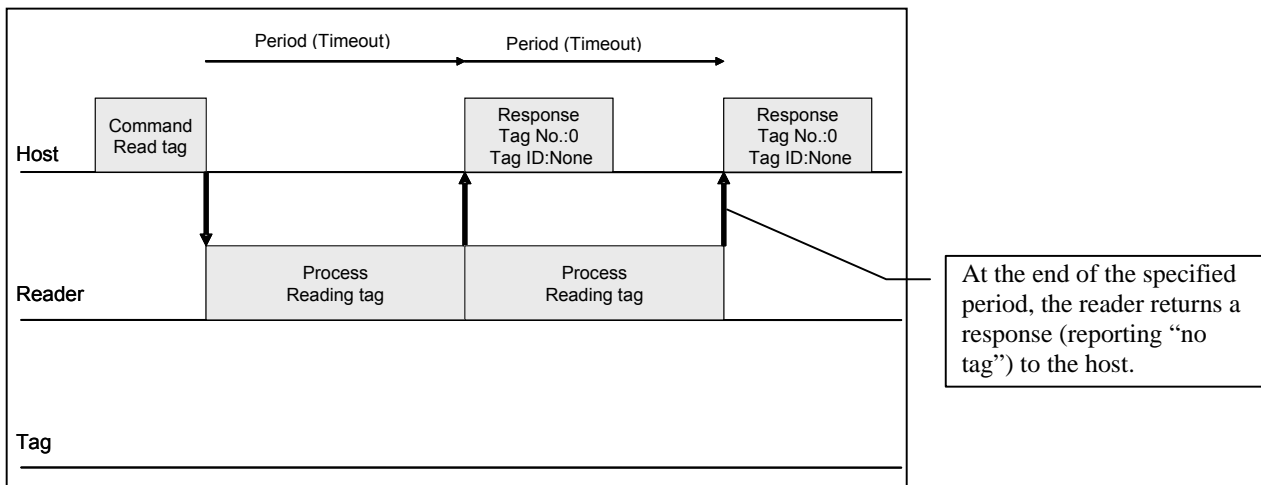 Period (Timeout)
Period (Timeout)
Command
Read tag
Response
Tag No.:0
Tag ID:None
Response
Tag No.:0
Tag ID:None
Host
Process
Reading tag
Process
Reading tag
Reader
At the end of the specified
period, the reader returns a
response (reporting “no
tag”) to the host.
Tag